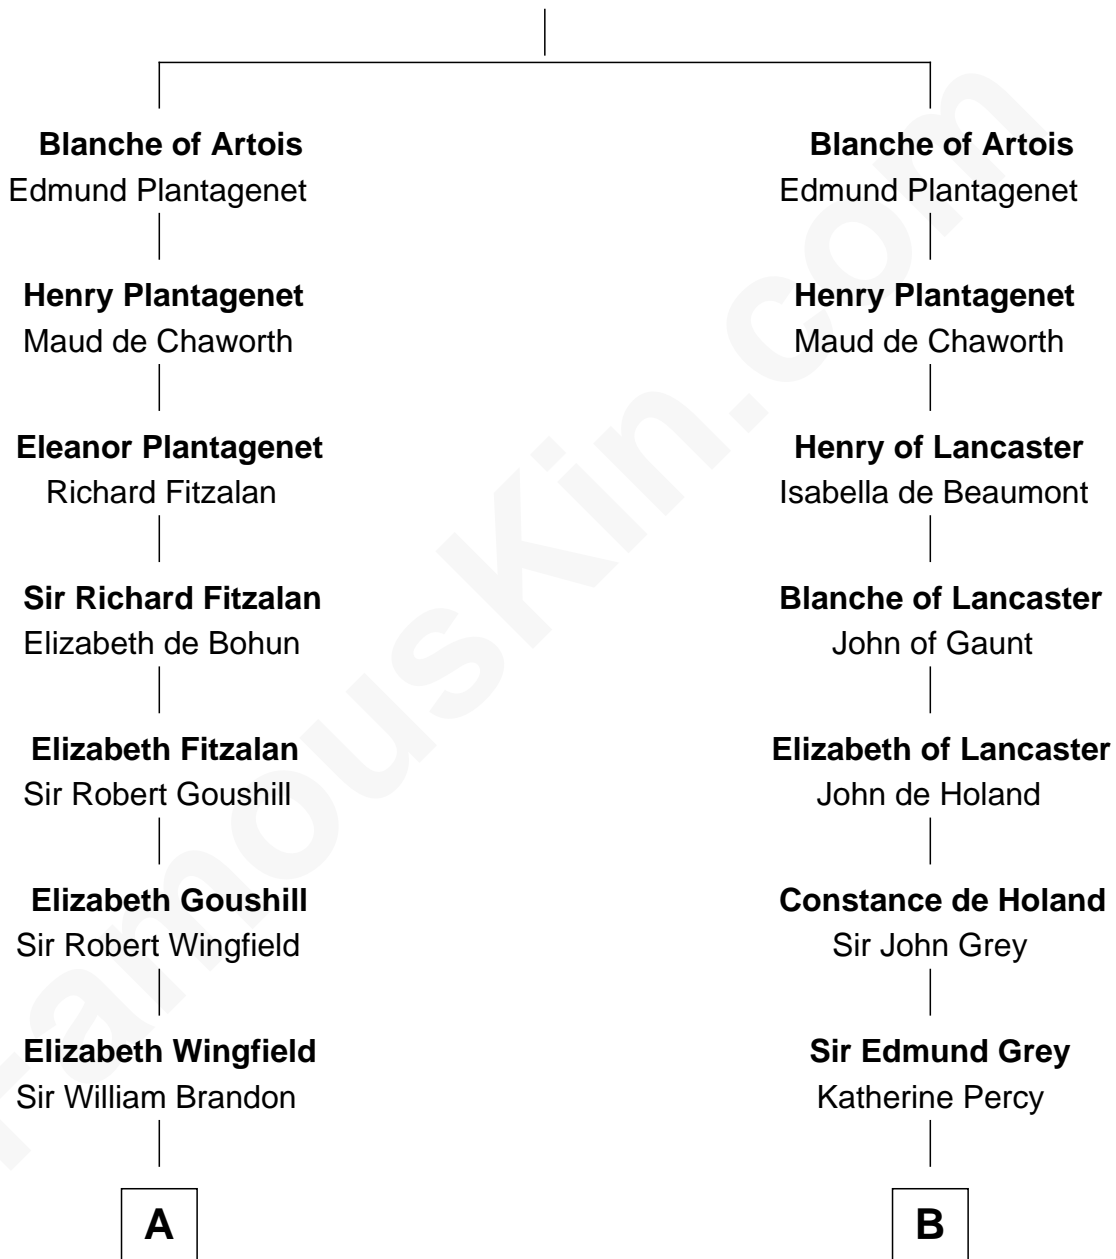 Blanche of Artois
Edmund Plantagenet
Henry Plantagenet
Maud de Chaworth
Eleanor Plantagenet
Richard Fitzalan
Sir Richard Fitzalan
Elizabeth de Bohun
Elizabeth Fitzalan
Sir Robert Goushill
Elizabeth Goushill
Sir Robert Wingfield
Elizabeth Wingfield
Sir William Brandon
A
Blanche of Artois
Edmund Plantagenet
Henry Plantagenet
Maud de Chaworth
Henry of Lancaster
Isabella de Beaumont
Blanche of Lancaster
John of Gaunt
Elizabeth of Lancaster
John de Holand
Constance de Holand
Sir John Grey
Sir Edmund Grey
Katherine Percy
B
FamousKin.com